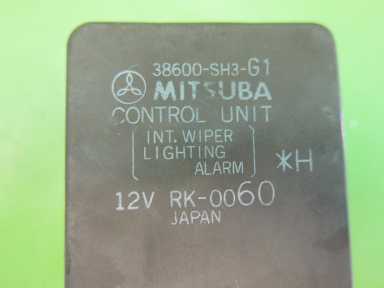 38600-SH3-G1
MITSUBA
CONTROL UNIT
INT. WIPER
LIGHTING
ALARM
*H
12V RK-0060
JAPAN